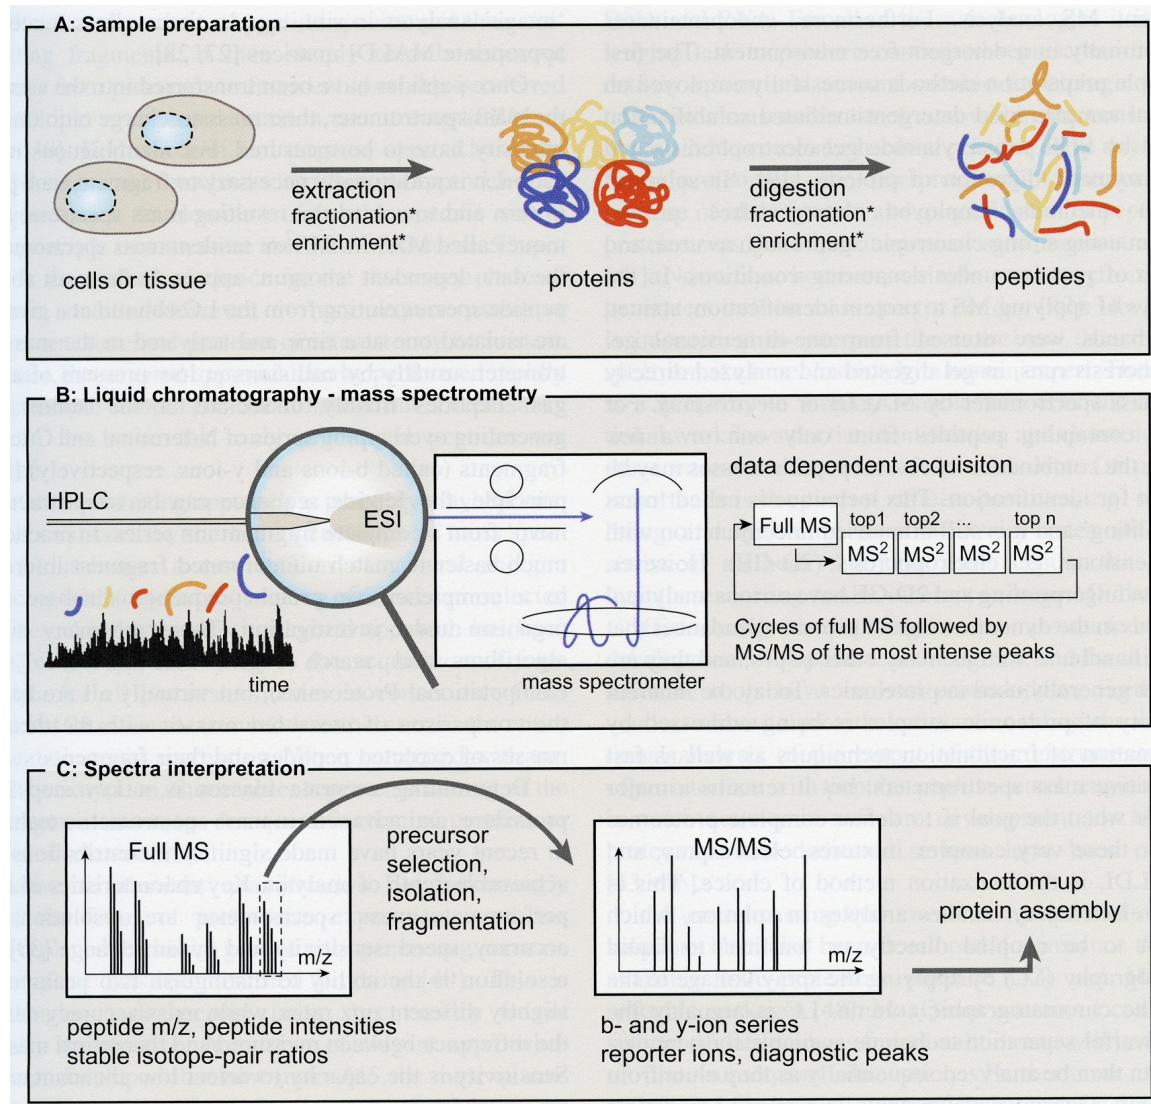 A: Sample preparation
extraction
fractionation*
enrichment*
digestion
fractionation*
enrichment*
cells or tissue
proteins
peptides
B: Liquid chromatography - mass spectrometry
HPLC
ESI
time
mass spectrometer
data dependent acquisiton
Full MS
top1 top2 ... top n
MS² MS² MS² MS²
Cycles of full MS followed by
MS/MS of the most intense peaks
C: Spectra interpretation
Full MS
m/z
precursor
selection,
isolation,
fragmentation
MS/MS
m/z
bottom-up
protein assembly
peptide m/z, peptide intensities
stable isotope-pair ratios
b- and y-ion series
reporter ions, diagnostic peaks